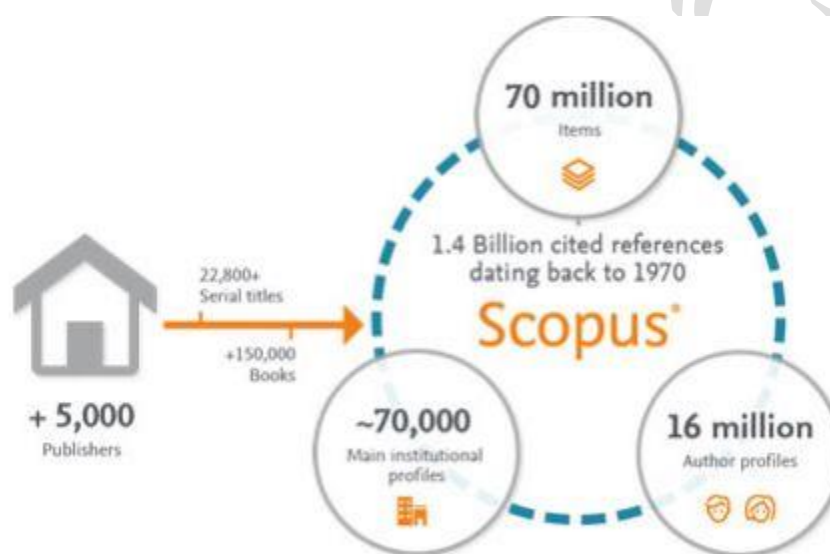 70 million
Items
1.4 Billion cited references
dating back to 1970
Scopus®
22,800+
Serial titles
+150,000
Books
+ 5,000
Publishers
~70,000
Main institutional
profiles
16 million
Author profiles